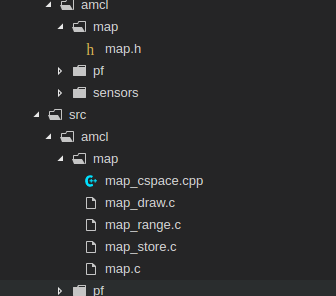 amcl
map
h map.h
pf
sensors
src
amcl
map
C++ map_cspace.cpp
map_draw.c
map_range.c
map_store.c
map.c
pf